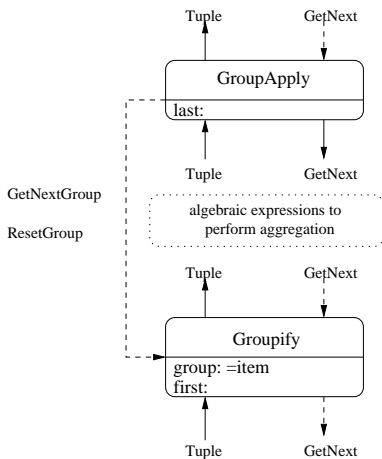 Tuple GetNext
GroupApply
last:
Tuple GetNext
GetNextGroup
ResetGroup
algebraic expressions to
perform aggregation
Tuple GetNext
Groupify
group: =item
first:
Tuple GetNext